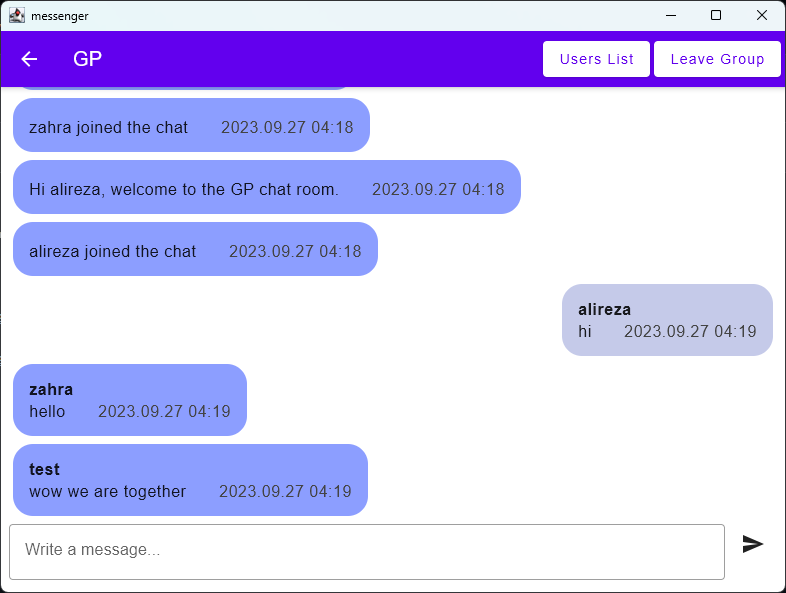 messenger
GP
Users List
Leave Group
zahra joined the chat 2023.09.27 04:18
Hi alireza, welcome to the GP chat room. 2023.09.27 04:18
alireza joined the chat 2023.09.27 04:18
alireza
hi 2023.09.27 04:19
zahra
hello 2023.09.27 04:19
test
wow we are together 2023.09.27 04:19
Write a message...